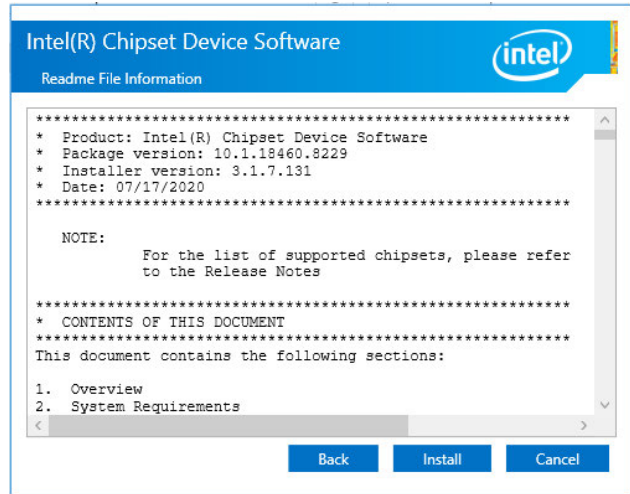 Intel(R) Chipset Device Software
intel
Readme File Information
************************************************************
* Product: Intel(R) Chipset Device Software
* Package version: 10.1.18460.8229
* Installer version: 3.1.7.131
* Date: 07/17/2020
************************************************************
NOTE:
For the list of supported chipsets, please refer
to the Release Notes
************************************************************
* CONTENTS OF THIS DOCUMENT
************************************************************
This document contains the following sections:
1. Overview
2. System Requirements
Back Install Cancel